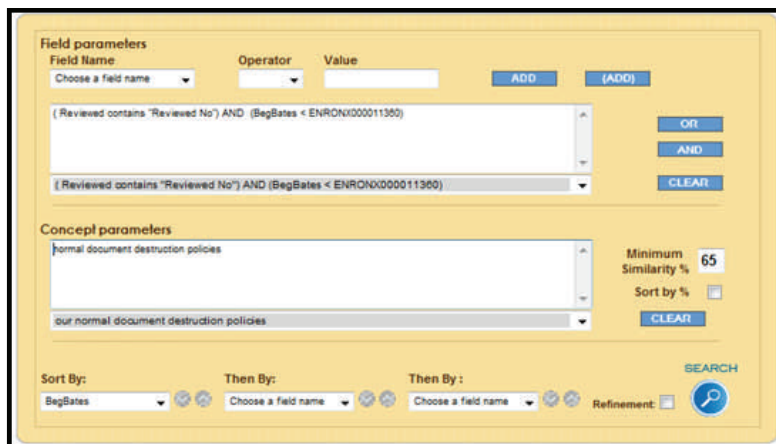 Field parameters
Field Name Operator Value
Choose a field name ADD (ADD)
( Reviewed contains "Reviewed No") AND (BegBates < ENRONX000011360)
OR
AND
( Reviewed contains "Reviewed No") AND (BegBates < ENRONX000011360) CLEAR
Concept parameters
normal document destruction policies
Minimum
Similarity % 65
Sort by %
our normal document destruction policies CLEAR
SEARCH
Sort By: Then By: Then By :
BegBates Choose a field name Choose a field name Refinement: